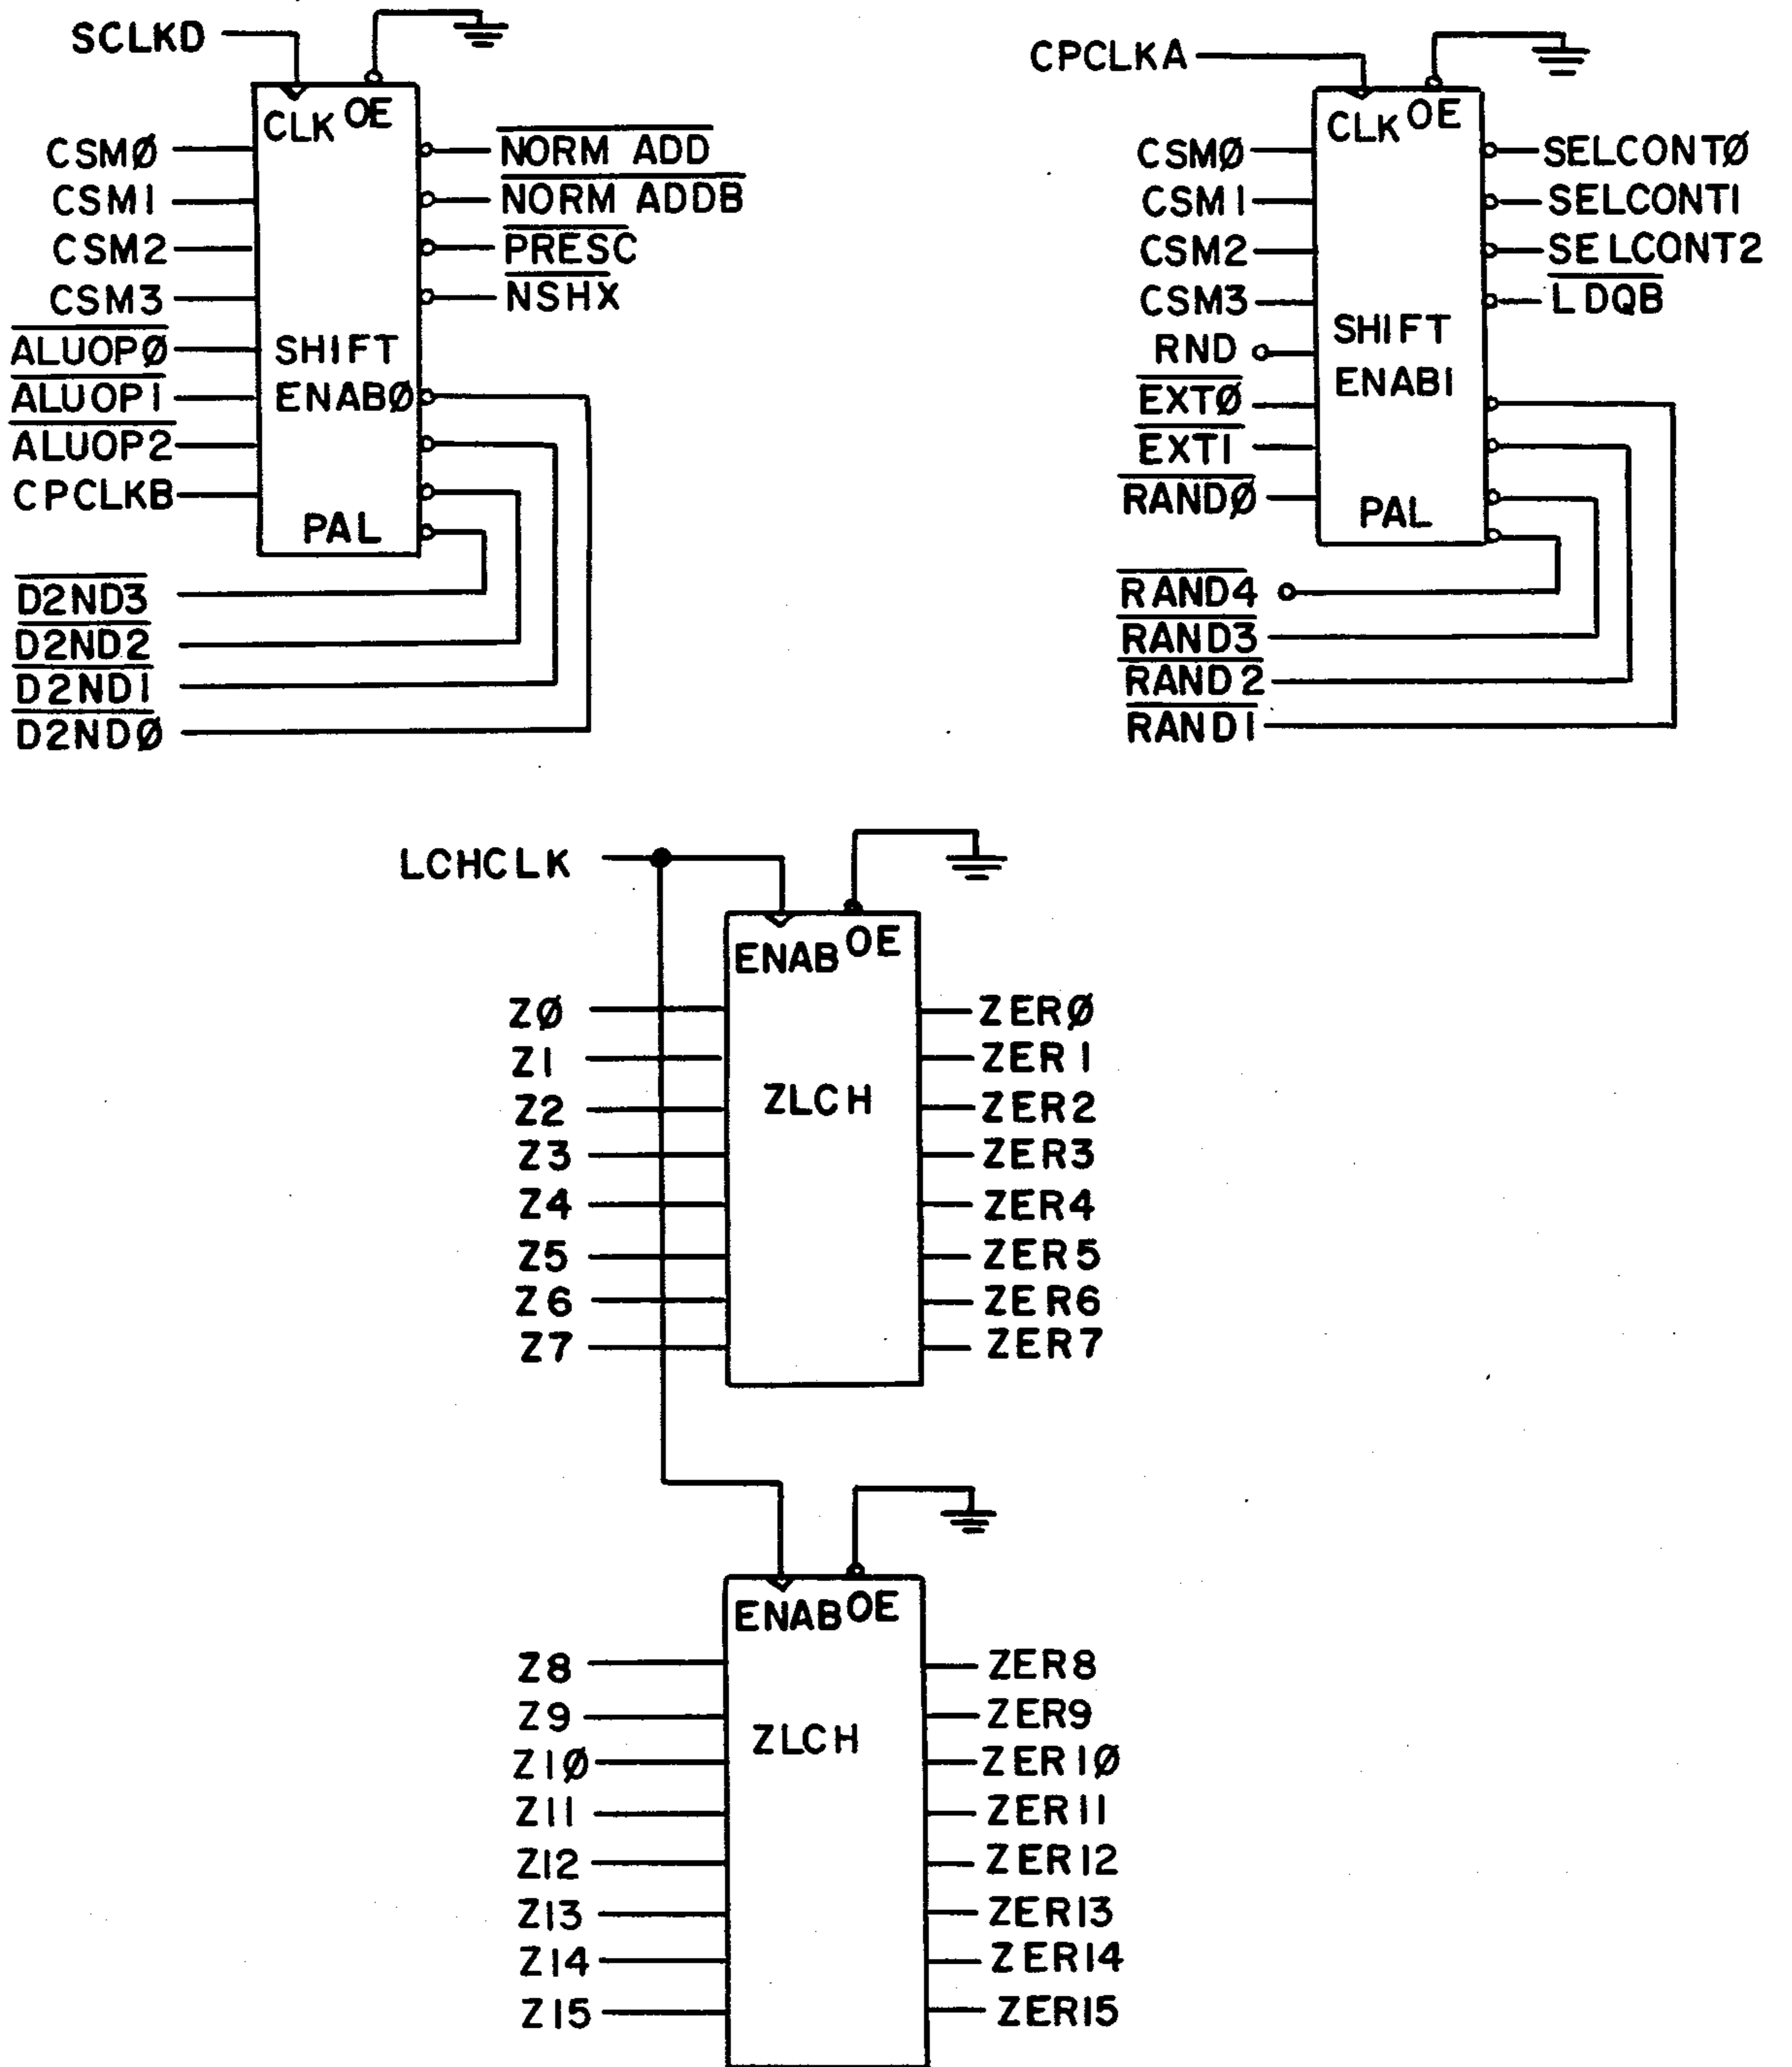 SCLKD
CLK OE
CSMØ
CSM1
CSM2
CSM3
ALUOPØ
ALUOP1
ALUOP2
CPCLKB
SHIFT
ENABØ
PAL
NORM ADD
NORM ADDB
PRESC
NSHX
D2ND3
D2ND2
D2ND1
D2NDØ
CPCLKA
CLK OE
CSMØ
CSM1
CSM2
CSM3
RND
EXTØ
EXT1
RANDØ
SHIFT
ENAB1
PAL
SELCONTØ
SELCONT1
SELCONT2
LDQB
RAND4
RAND3
RAND2
RAND1
LCHCLK
ENAB OE
ZLCH
ZØ
Z1
Z2
Z3
Z4
Z5
Z6
Z7
ZERØ
ZER1
ZER2
ZER3
ZER4
ZER5
ZER6
ZER7
ENAB OE
ZLCH
Z8
Z9
Z1Ø
Z11
Z12
Z13
Z14
Z15
ZER8
ZER9
ZER1Ø
ZER11
ZER12
ZER13
ZER14
ZER15